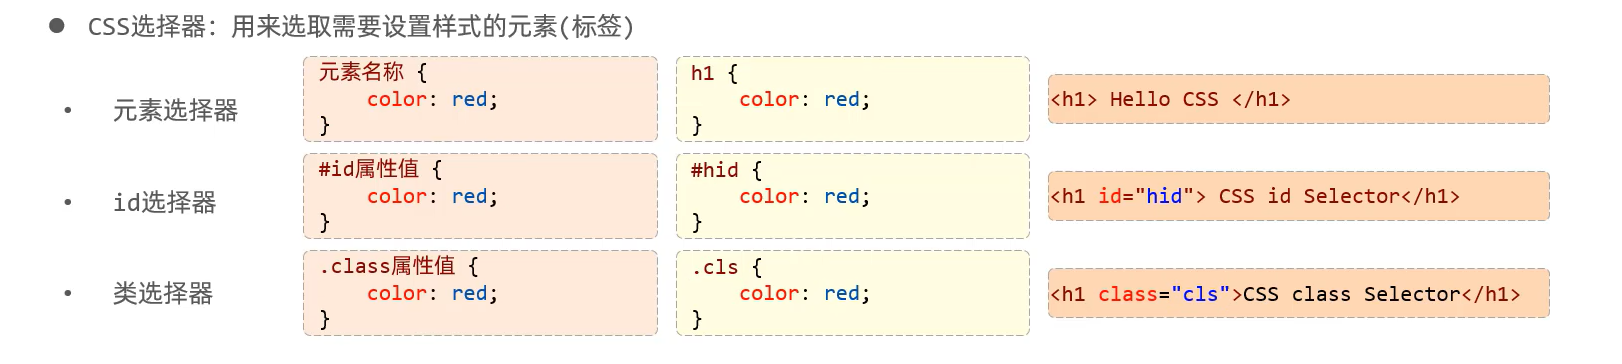 ● CSS选择器：用来选取需要设置样式的元素(标签)
• 元素选择器
元素名称 {
    color: red;
}
h1 {
    color: red;
}
<h1> Hello CSS </h1>
• id选择器
#id属性值 {
    color: red;
}
#hid {
    color: red;
}
<h1 id="hid"> CSS id Selector</h1>
• 类选择器
.class属性值 {
    color: red;
}
.cls {
    color: red;
}
<h1 class="cls">CSS class Selector</h1>